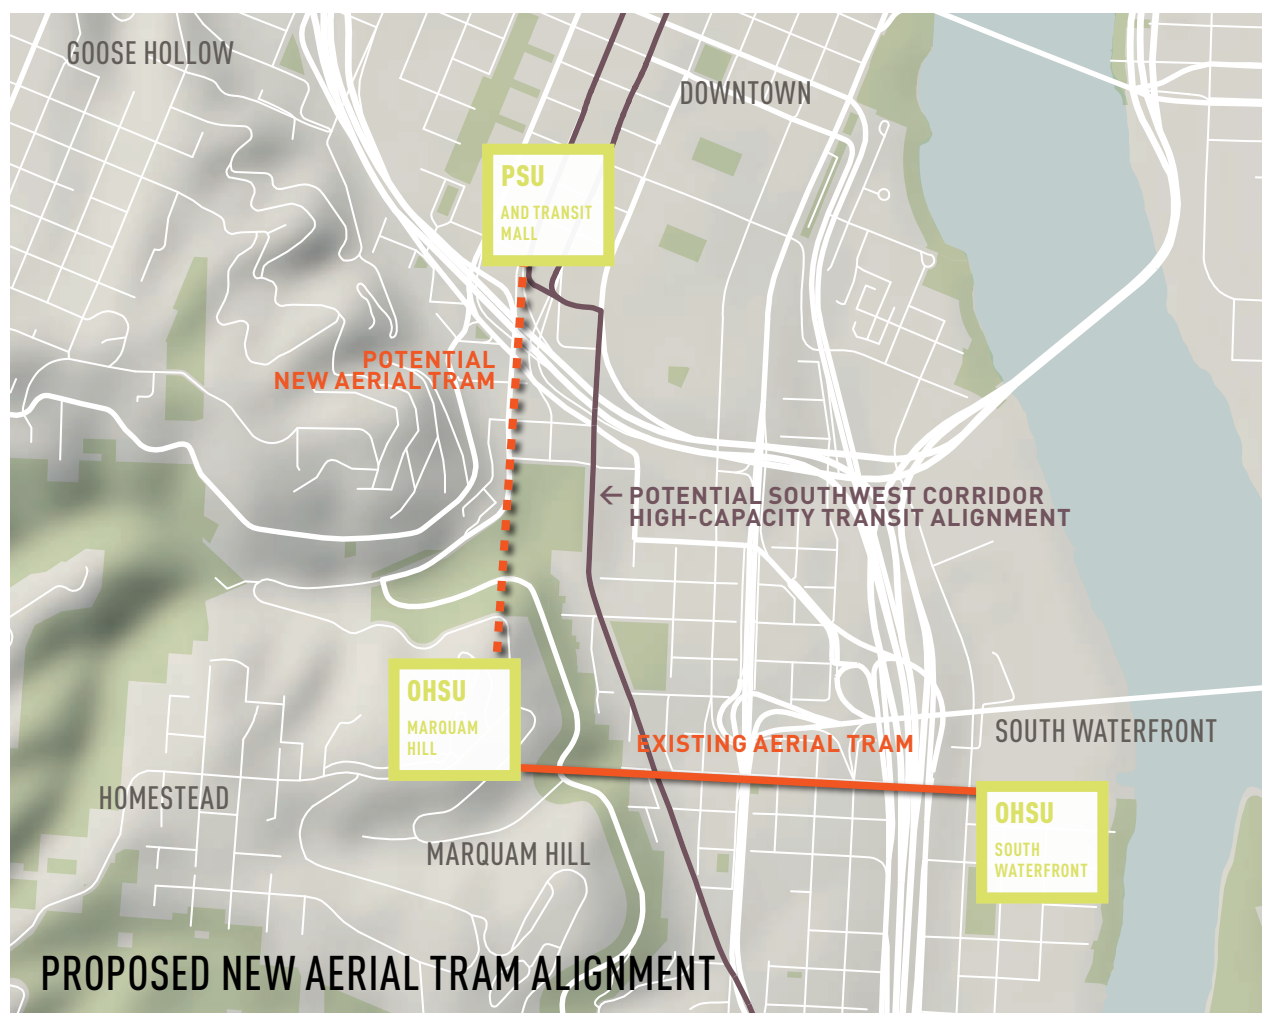 GOOSE HOLLOW
DOWNTOWN
PSU
AND TRANSIT
MALL
POTENTIAL
NEW AERIAL TRAM
← POTENTIAL SOUTHWEST CORRIDOR
HIGH-CAPACITY TRANSIT ALIGNMENT
OHSU
MARQUAM
HILL
EXISTING AERIAL TRAM
SOUTH WATERFRONT
HOMESTEAD
OHSU
SOUTH
WATERFRONT
MARQUAM HILL
PROPOSED NEW AERIAL TRAM ALIGNMENT